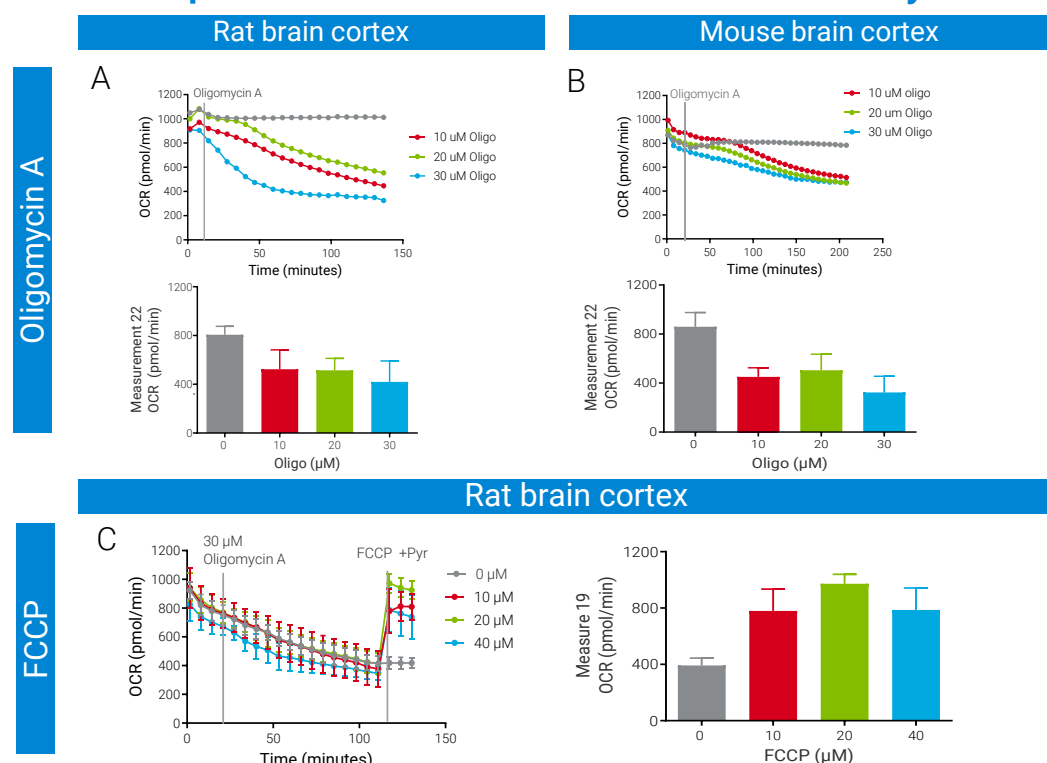 Rat brain cortex
Mouse brain cortex
Oligomycin A
A
1200
1000
800
600
400
200
0
OCR (pmol/min)
Oligomycin A
10 uM Oligo
20 uM Oligo
30 uM Oligo
0
50
100
150
Time (minutes)
B
1200
1000
800
600
400
200
0
OCR (pmol/min)
Oligomycin A
10 uM oligo
20 um Oligo
30 uM Oligo
0
50
100
150
200
250
Time (minutes)
1200
800
400
0
Measurement 22
OCR (pmol/min)
0
10
20
30
Oligo (µM)
1200
800
400
0
Measurement 22
OCR (pmol/min)
0
10
20
30
Oligo (µM)
Rat brain cortex
FCCP
C
1200
1000
800
600
400
200
0
OCR (pmol/min)
30 µM
Oligomycin A
FCCP +Pyr
0 µM
10 µM
20 µM
40 µM
0
50
100
150
Time (minutes)
1200
800
400
0
Measure 19
OCR (pmol/min)
0
10
20
40
FCCP (µM)